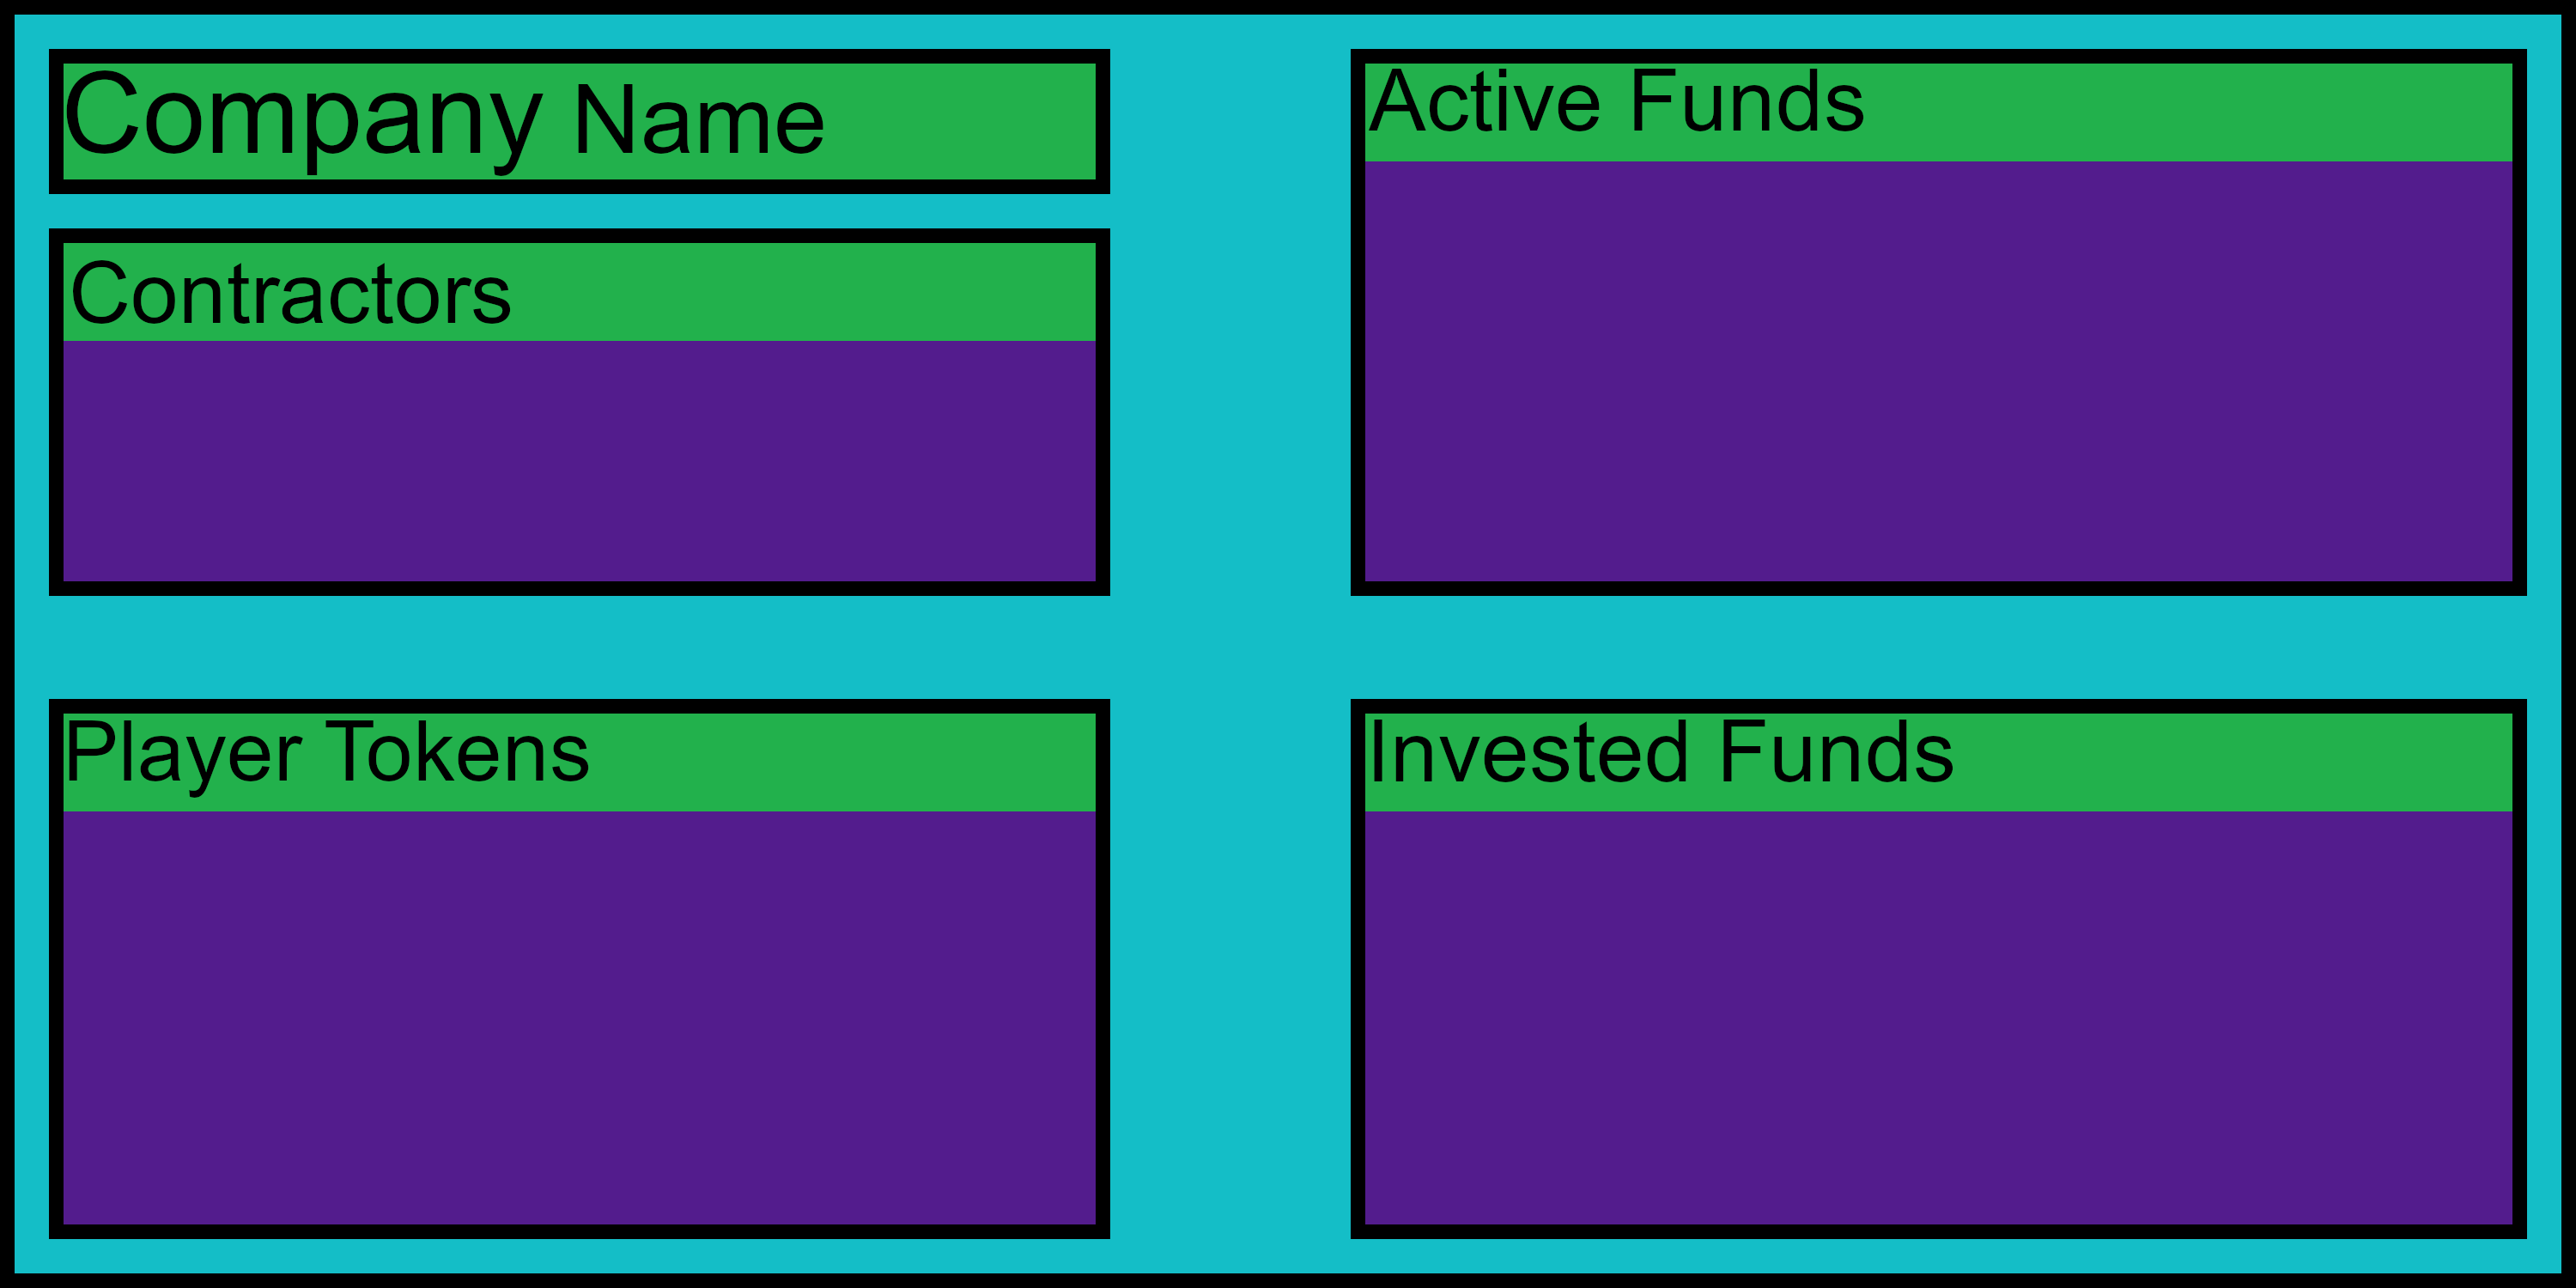 Company Name
Contractors
Active Funds
Player Tokens
Invested Funds